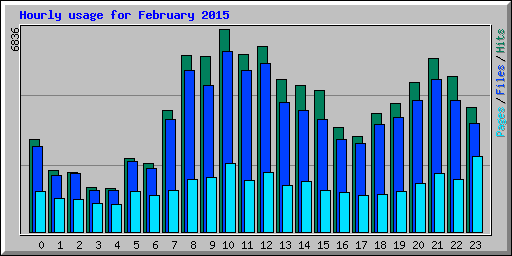 Hourly usage for February 2015
6836
Pages/Files/Hits
0 1 2 3 4 5 6 7 8 9 10 11 12 13 14 15 16 17 18 19 20 21 22 23